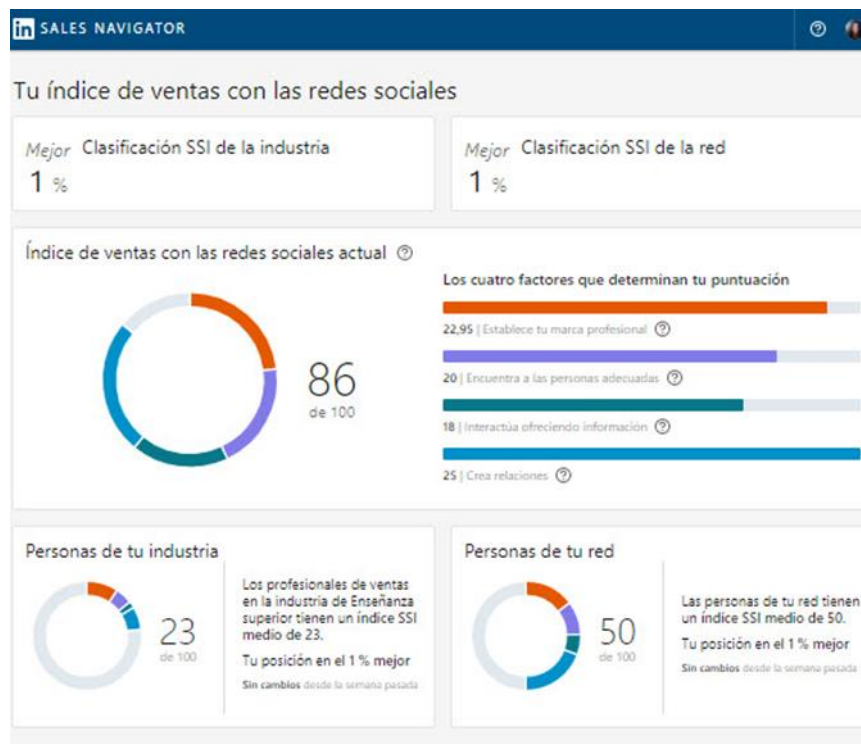 in SALES NAVIGATOR
Tu índice de ventas con las redes sociales
Mejor Clasificación SSI de la industria
1 %
Mejor Clasificación SSI de la red
1 %
Índice de ventas con las redes sociales actual
86
de 100
Los cuatro factores que determinan tu puntuación
22,95 | Establece tu marca profesional
20 | Encuentra a las personas adecuadas
18 | Interactúa ofreciendo información
25 | Crea relaciones
Personas de tu industria
23
de 100
Los profesionales de ventas
en la industria de Enseñanza
superior tienen un índice SSI
medio de 23.
Tu posición en el 1 % mejor
Sin cambios desde la semana pasada
Personas de tu red
50
de 100
Las personas de tu red tienen
un índice SSI medio de 50.
Tu posición en el 1 % mejor
Sin cambios desde la semana pasada